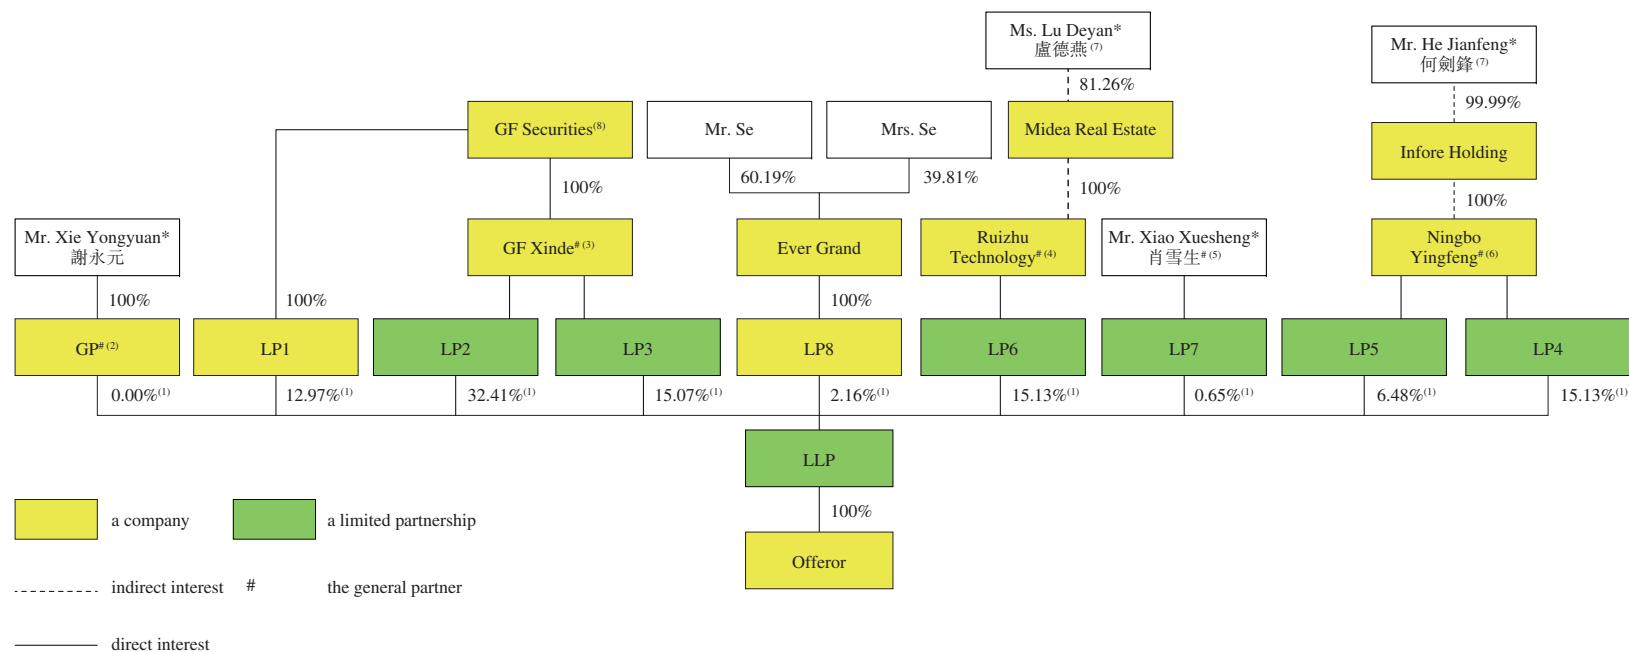 Ms. Lu Deyan*
盧德燕(7)
Mr. He Jianfeng*
何劍鋒(7)
81.26%
99.99%
GF Securities(8)
Mr. Se
Mrs. Se
Midea Real Estate
Infore Holding
100%
60.19%
39.81%
100%
100%
Mr. Xie Yongyuan*
謝永元
GF Xinde# (3)
Ever Grand
Ruizhu
Technology# (4)
Mr. Xiao Xuesheng*
肖雪生# (5)
Ningbo
Yingfeng# (6)
100%
100%
100%
GP# (2)
LP1
LP2
LP3
LP8
LP6
LP7
LP5
LP4
0.00%(1)
12.97%(1)
32.41%(1)
15.07%(1)
2.16%(1)
15.13%(1)
0.65%(1)
6.48%(1)
15.13%(1)
LLP
100%
Offeror
a company
a limited partnership
indirect interest
#
the general partner
direct interest